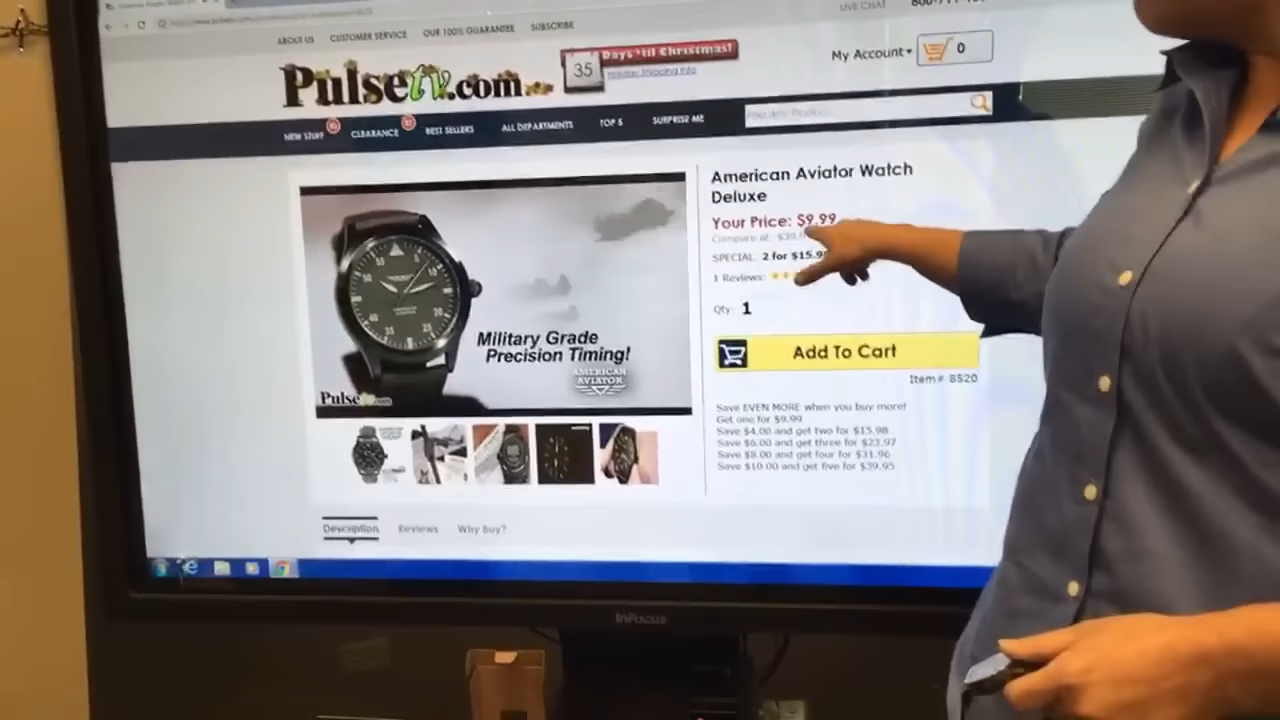 ABOUT US CUSTOMER SERVICE OUR 100% GUARANTEE SUBSCRIBE
LIVE CHAT
Pulsetv.com
35 Days 'til Christmas!
Holiday Shipping Info
My Account 0
NEW STUFF CLEARANCE BEST SELLERS ALL DEPARTMENTS TOP 5 SURPRISE ME
American Aviator Watch
Deluxe
Your Price: $9.99
Compare at:
SPECIAL: 2 for $15.98
1 Reviews:
Qty: 1
Add To Cart
Item# 8520
Save EVEN MORE when you buy more!
Get one for $9.99
Save $4.00 and get two for $15.98
Save $6.00 and get three for $23.97
Save $8.00 and get four for $31.96
Save $10.00 and get five for $39.95
Military Grade
Precision Timing!
AMERICAN
AVIATOR
Pulsetv.com
Description Reviews Why Buy?
InFocus